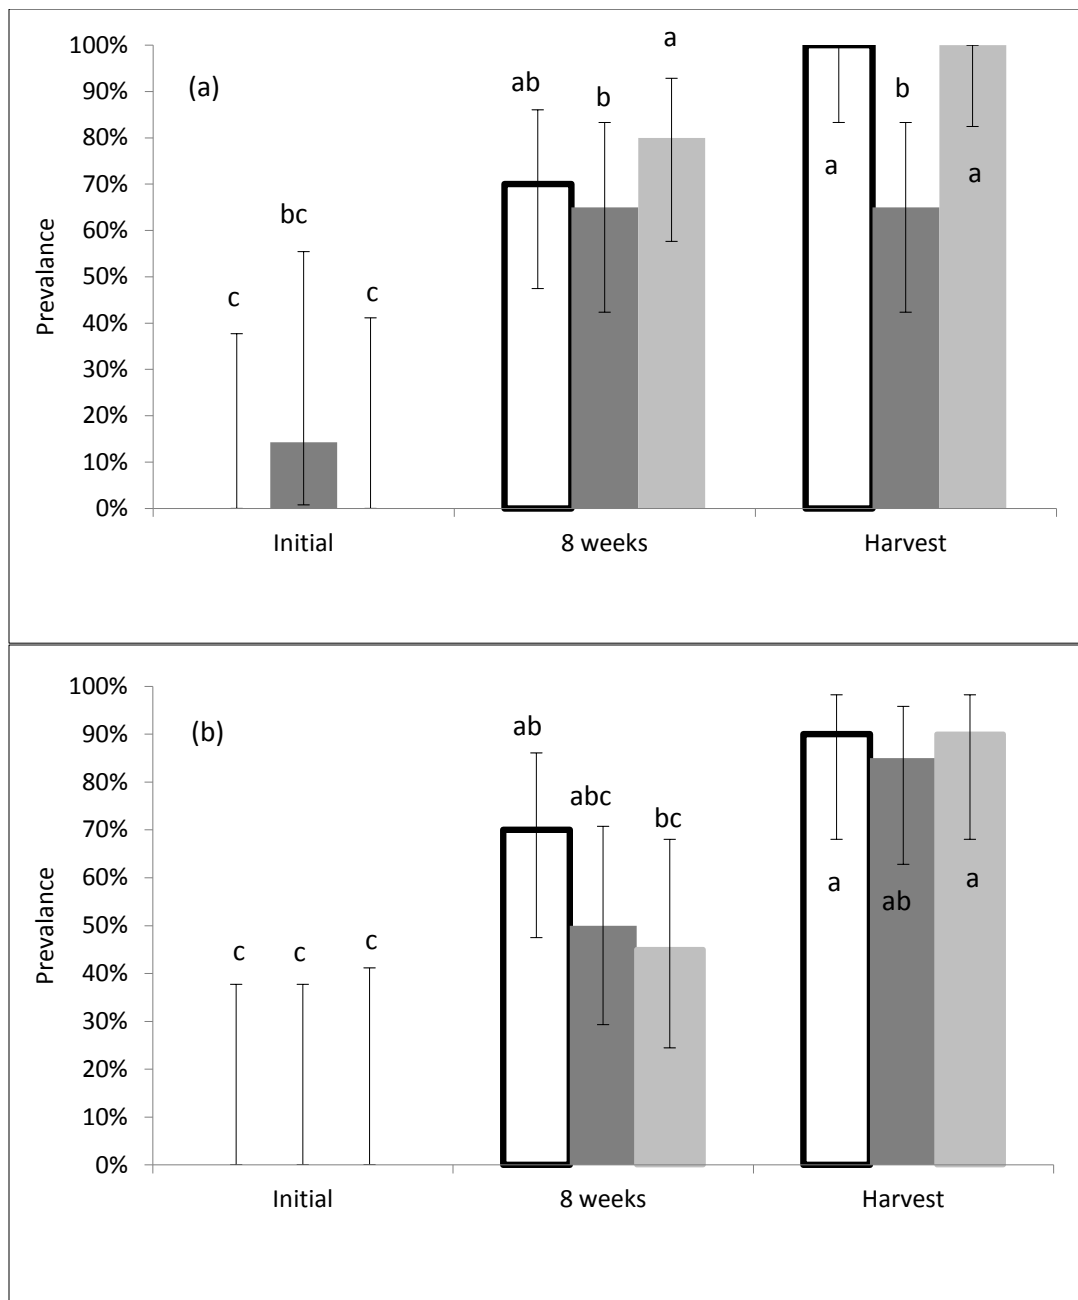 (a)
Prevalance
100%
90%
80%
70%
60%
50%
40%
30%
20%
10%
0%
c
bc
c
ab
b
a
a
b
a
Initial
8 weeks
Harvest
(b)
Prevalance
100%
90%
80%
70%
60%
50%
40%
30%
20%
10%
0%
c
c
c
ab
abc
bc
a
ab
a
Initial
8 weeks
Harvest